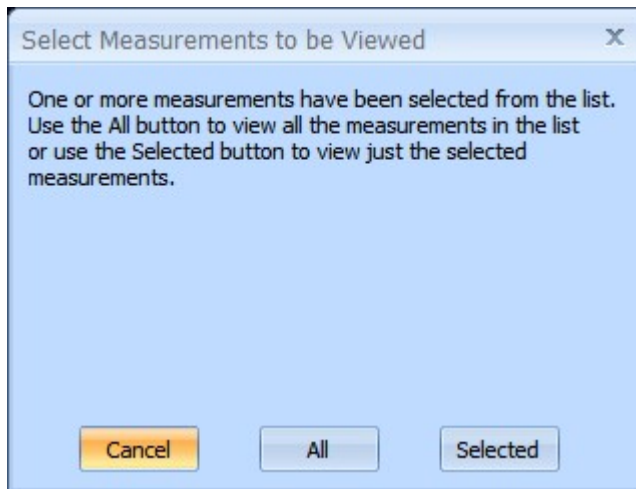 Select Measurements to be Viewed X
One or more measurements have been selected from the list.
Use the All button to view all the measurements in the list
or use the Selected button to view just the selected
measurements.
Cancel All Selected